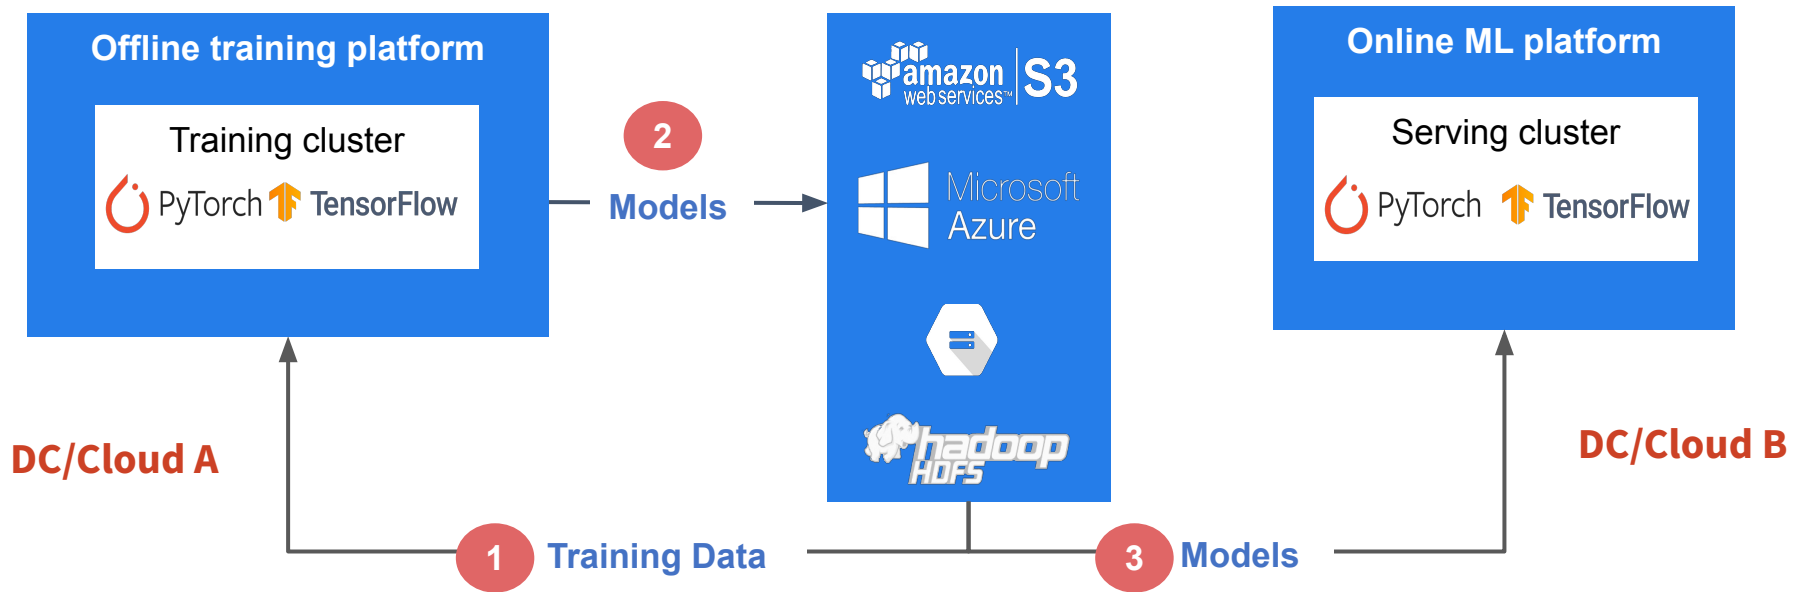 Offline training platform
Training cluster
PyTorch
TensorFlow
DC/Cloud A
2
Models
amazon
web services™
S3
Microsoft
Azure
hadoop
HDFS
1
Training Data
3
Models
Online ML platform
Serving cluster
PyTorch
TensorFlow
DC/Cloud B